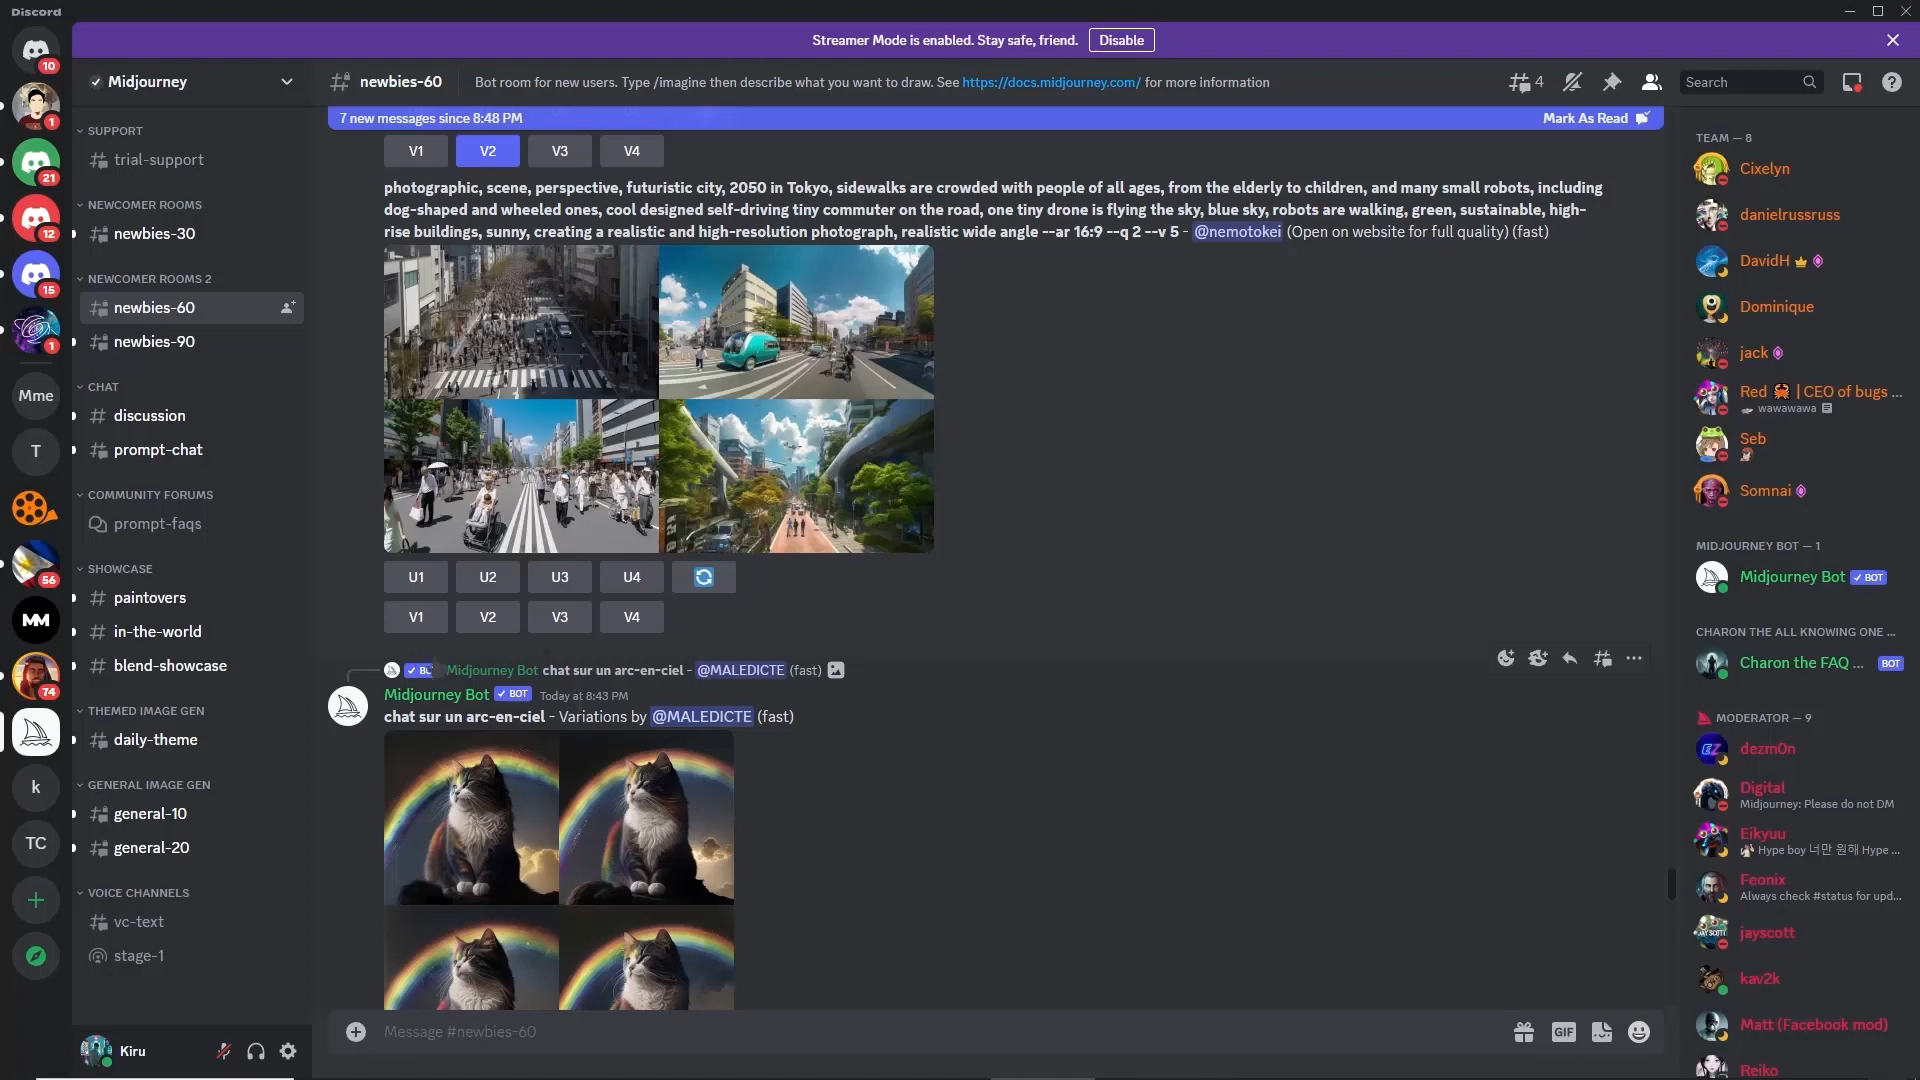 Discord
Streamer Mode is enabled. Stay safe, friend. Disable
10
1
21
12
15
1
Mme
T
56
MM
74
k
TC
Midjourney
SUPPORT
trial-support
NEWCOMER ROOMS
newbies-30
NEWCOMER ROOMS 2
newbies-60
newbies-90
CHAT
discussion
prompt-chat
COMMUNITY FORUMS
prompt-faqs
SHOWCASE
paintovers
in-the-world
blend-showcase
THEMED IMAGE GEN
daily-theme
GENERAL IMAGE GEN
general-10
general-20
VOICE CHANNELS
vc-text
stage-1
Kiru
newbies-60 Bot room for new users. Type /imagine then describe what you want to draw. See https://docs.midjourney.com/ for more information
4
Search
7 new messages since 8:48 PM Mark As Read
V1 V2 V3 V4
photographic, scene, perspective, futuristic city, 2050 in Tokyo, sidewalks are crowded with people of all ages, from the elderly to children, and many small robots, including
dog-shaped and wheeled ones, cool designed self-driving tiny commuter on the road, one tiny drone is flying the sky, blue sky, robots are walking, green, sustainable, high-
rise buildings, sunny, creating a realistic and high-resolution photograph, realistic wide angle --ar 16:9 --q 2 --v 5 - @nemotokei (Open on website for full quality) (fast)
U1 U2 U3 U4
V1 V2 V3 V4
Midjourney Bot chat sur un arc-en-ciel - @MALEDICTE (fast)
Midjourney Bot BOT Today at 8:43 PM
chat sur un arc-en-ciel - Variations by @MALEDICTE (fast)
Message #newbies-60
GIF
TEAM — 8
Cixelyn
danielrussruss
DavidH
Dominique
jack
Red | CEO of bugs ...
wawawawa
Seb
Somnai
MIDJOURNEY BOT — 1
Midjourney Bot BOT
CHARON THE ALL KNOWING ONE ...
Charon the FAQ ... BOT
MODERATOR — 9
dezm0n
Digital
Midjourney: Please do not DM
Eikyuu
Hype boy 너만 원해 Hype ...
Feonix
Always check #status for upd...
jayscott
kav2k
Matt (Facebook mod)
Reiko